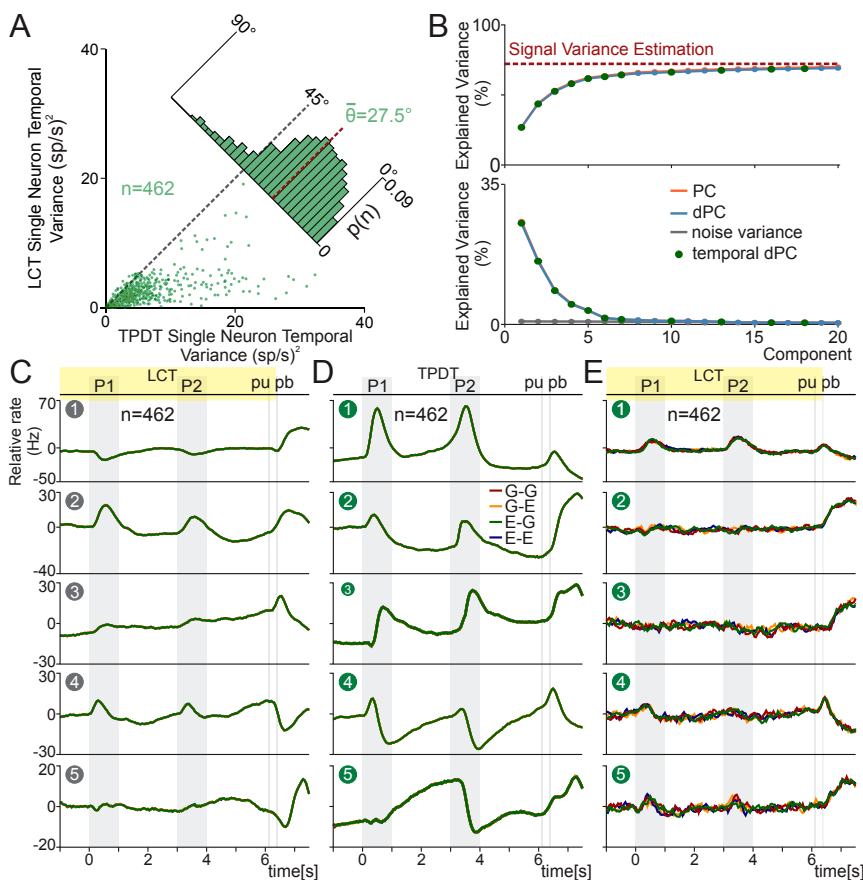 A
LCT Single Neuron Temporal
Variance (sp/s)²
40
20
0
0
20
40
TPDT Single Neuron Temporal
Variance (sp/s)²
n=462
90°
45°
θ̄=27.5°
0°
0.09
p(n)
0
B
Explained Variance
(%)
100
0
Signal Variance Estimation
Explained Variance
(%)
35
0
PC
dPC
noise variance
temporal dPC
0
5
10
15
20
Component
C
LCT
P1
P2
pu pb
n=462
Relative rate
(Hz)
1
70
0
-50
2
30
0
-40
3
30
0
-30
4
30
0
-30
5
20
0
-20
0
2
4
6
time[s]
D
TPDT
P1
P2
pu pb
n=462
1
2
G-G
G-E
E-G
E-E
3
4
5
0
2
4
6
time[s]
E
LCT
P1
P2
pu pb
n=462
1
2
3
4
5
0
2
4
6
time[s]